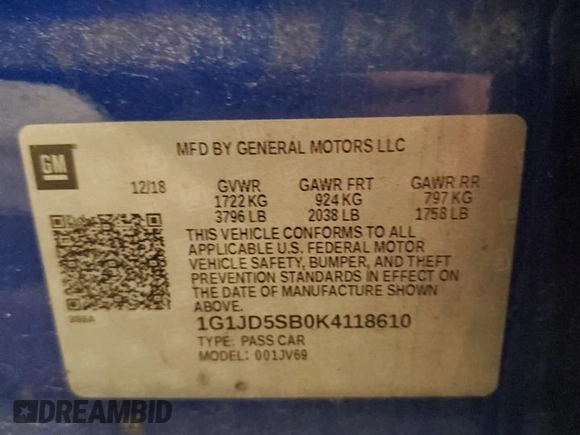 GM
MFD BY GENERAL MOTORS LLC
12/18 GVWR GAWR FRT GAWR RR
1722 KG 924 KG 797 KG
3796 LB 2038 LB 1758 LB
THIS VEHICLE CONFORMS TO ALL
APPLICABLE U.S. FEDERAL MOTOR
VEHICLE SAFETY, BUMPER, AND THEFT
PREVENTION STANDARDS IN EFFECT ON
THE DATE OF MANUFACTURE SHOWN
ABOVE.
1G1JD5SB0K4118610
TYPE: PASS CAR
MODEL: 001JV69
DREAMBID